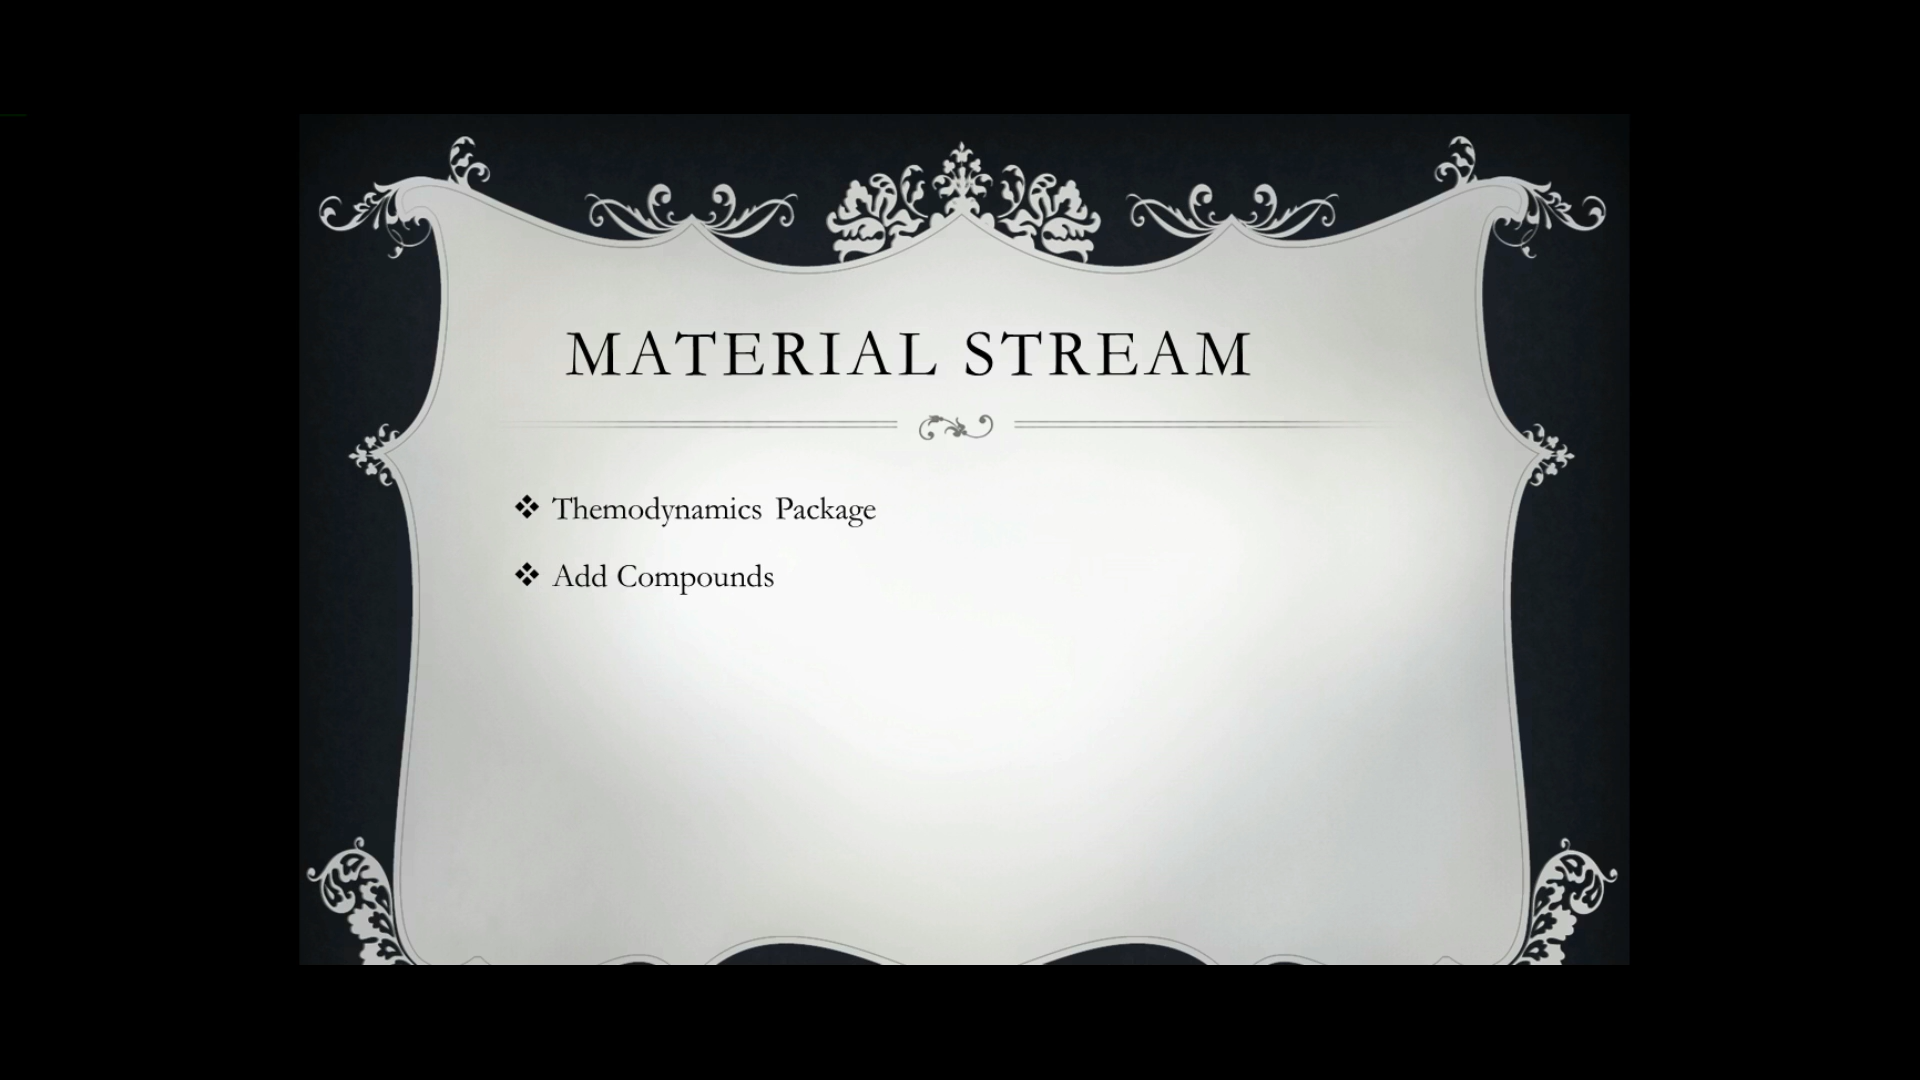 MATERIAL STREAM
❖ Themodynamics Package
❖ Add Compounds